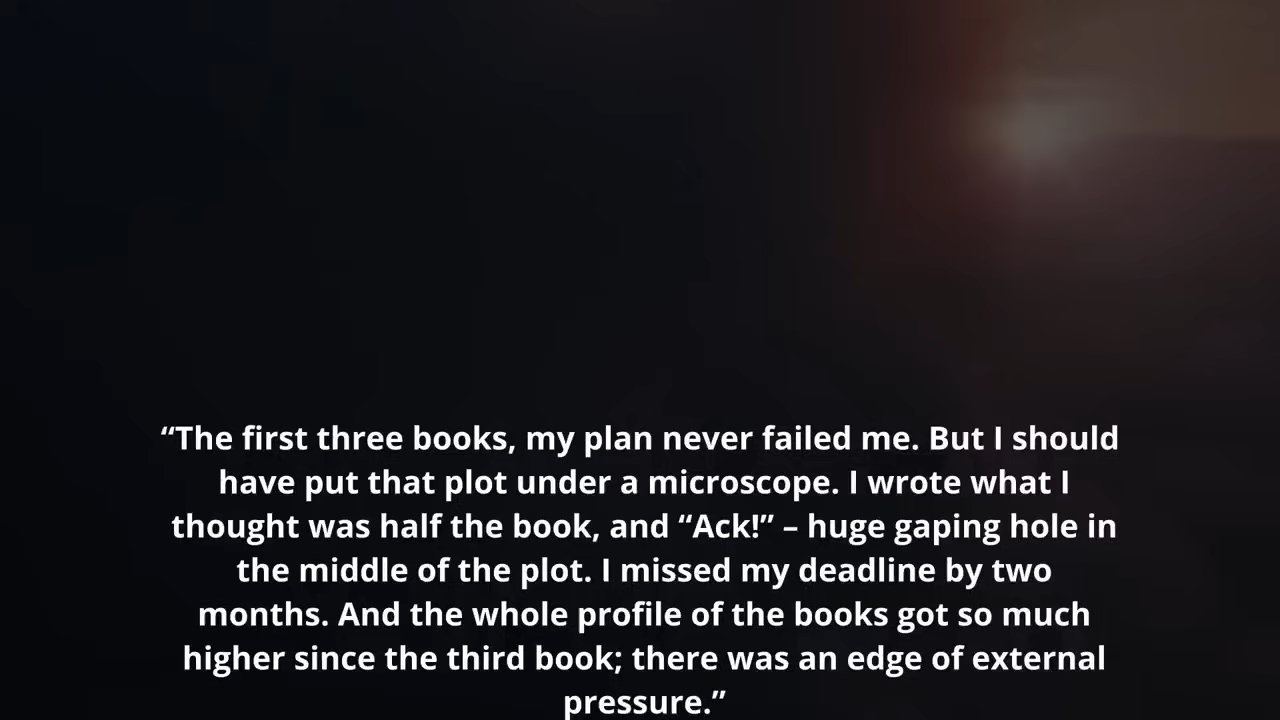 “The first three books, my plan never failed me. But I should
have put that plot under a microscope. I wrote what I
thought was half the book, and “Ack!” – huge gaping hole in
the middle of the plot. I missed my deadline by two
months. And the whole profile of the books got so much
higher since the third book; there was an edge of external
pressure.”